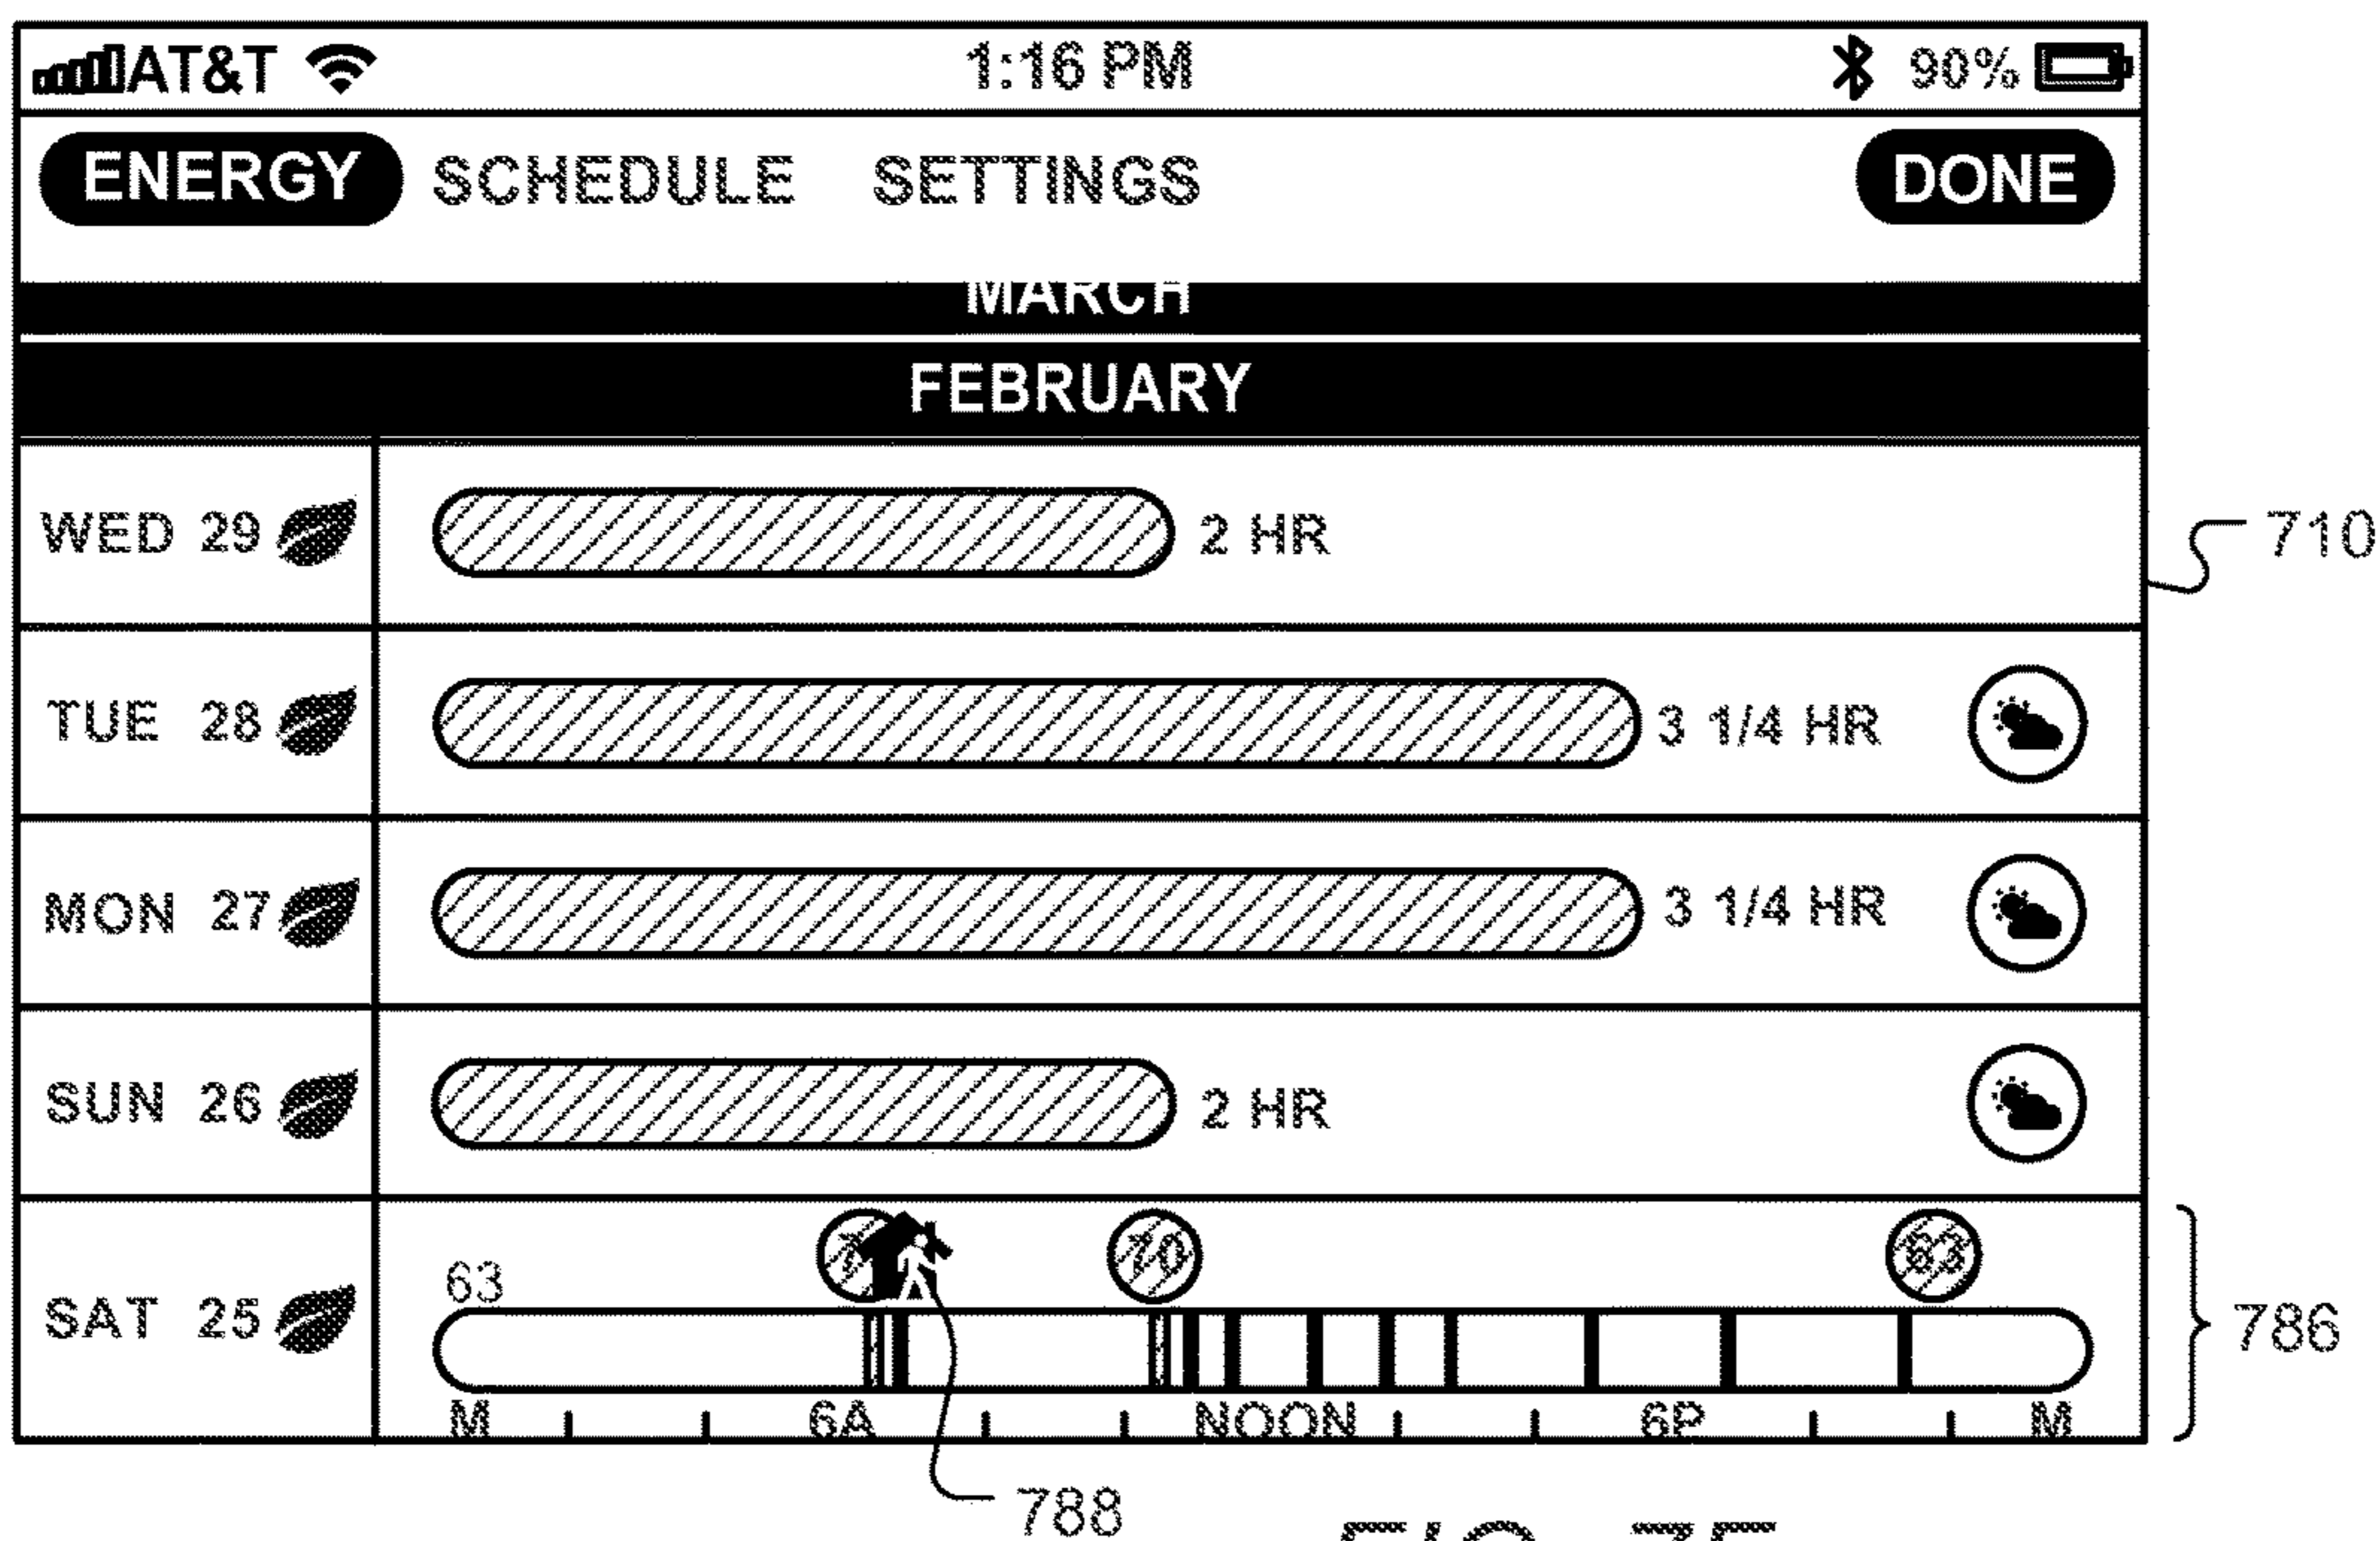 AT&T 1:16 PM 90%
ENERGY SCHEDULE SETTINGS DONE
MARCH
FEBRUARY
WED 29 2 HR
710
TUE 28 3 1/4 HR
MON 27 3 1/4 HR
SUN 26 2 HR
SAT 25 63 70 63
786
M 6A NOON 6P M
788